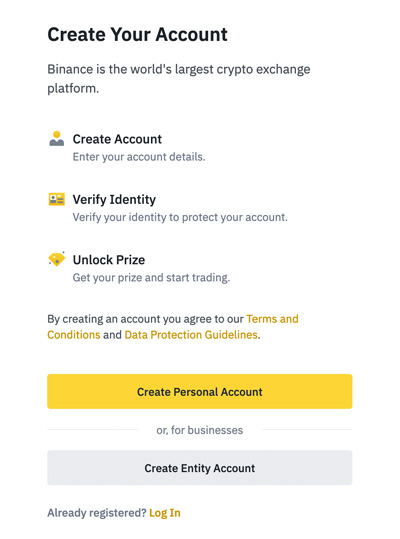 Create Your Account
Binance is the world's largest crypto exchange
platform.
Create Account
Enter your account details.
Verify Identity
Verify your identity to protect your account.
Unlock Prize
Get your prize and start trading.
By creating an account you agree to our Terms and
Conditions and Data Protection Guidelines.
Create Personal Account
or, for businesses
Create Entity Account
Already registered? Log In